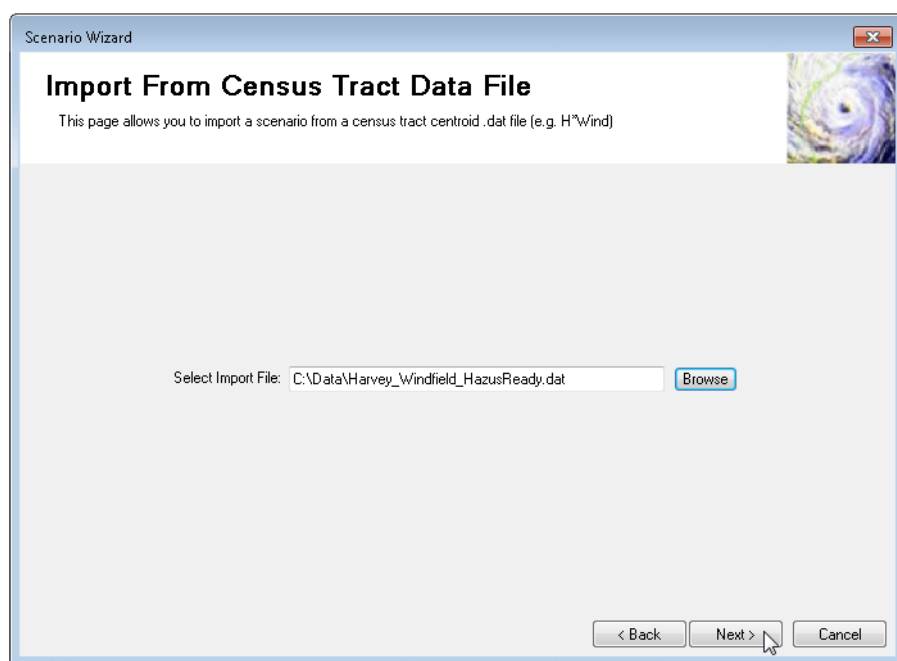 Scenario Wizard
Import From Census Tract Data File
This page allows you to import a scenario from a census tract centroid .dat file (e.g. H*Wind)
Select Import File: C:\Data\Harvey_Windfield_HazusReady.dat Browse
< Back Next > Cancel